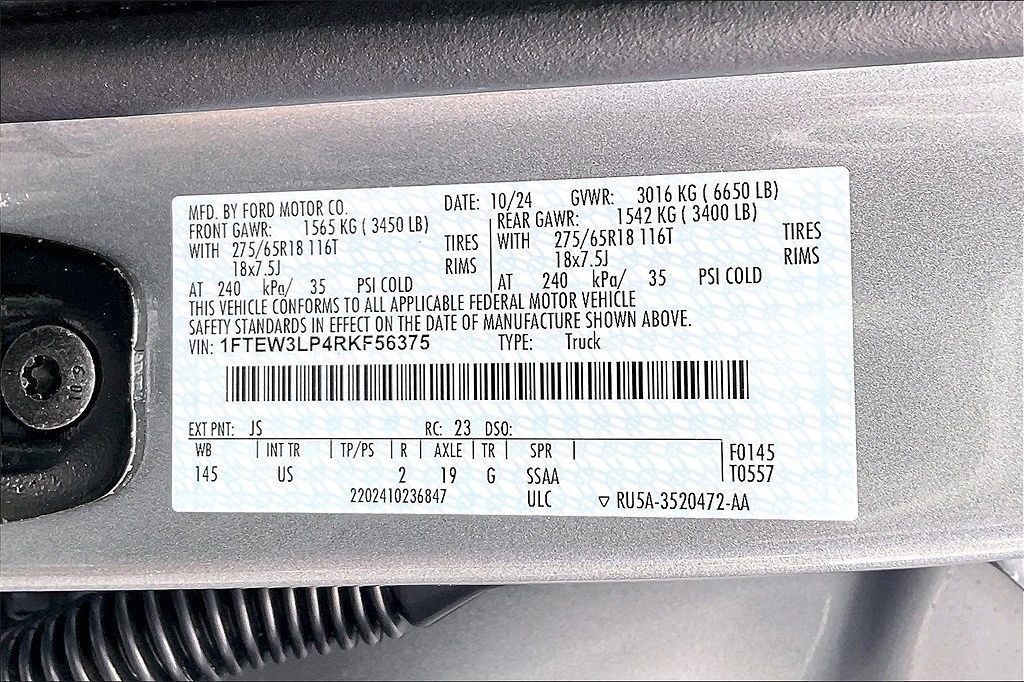 MFD. BY FORD MOTOR CO. DATE: 10/24 GVWR: 3016 KG ( 6650 LB)
FRONT GAWR: 1565 KG ( 3450 LB) REAR GAWR: 1542 KG ( 3400 LB)
WITH 275/65R18 116T TIRES WITH 275/65R18 116T TIRES
18x7.5J RIMS 18x7.5J RIMS
AT 240 kPa/ 35 PSI COLD AT 240 kPa/ 35 PSI COLD
THIS VEHICLE CONFORMS TO ALL APPLICABLE FEDERAL MOTOR VEHICLE
SAFETY STANDARDS IN EFFECT ON THE DATE OF MANUFACTURE SHOWN ABOVE.
VIN: 1FTEW3LP4RKF56375 TYPE: Truck
EXT PNT: JS RC: 23 DSO:
WB | INT TR | TP/PS | R | AXLE | TR | SPR | F0145
145 US 2 19 G SSAA T0557
2202410236847 ULC ▽ RU5A-3520472-AA
10.9